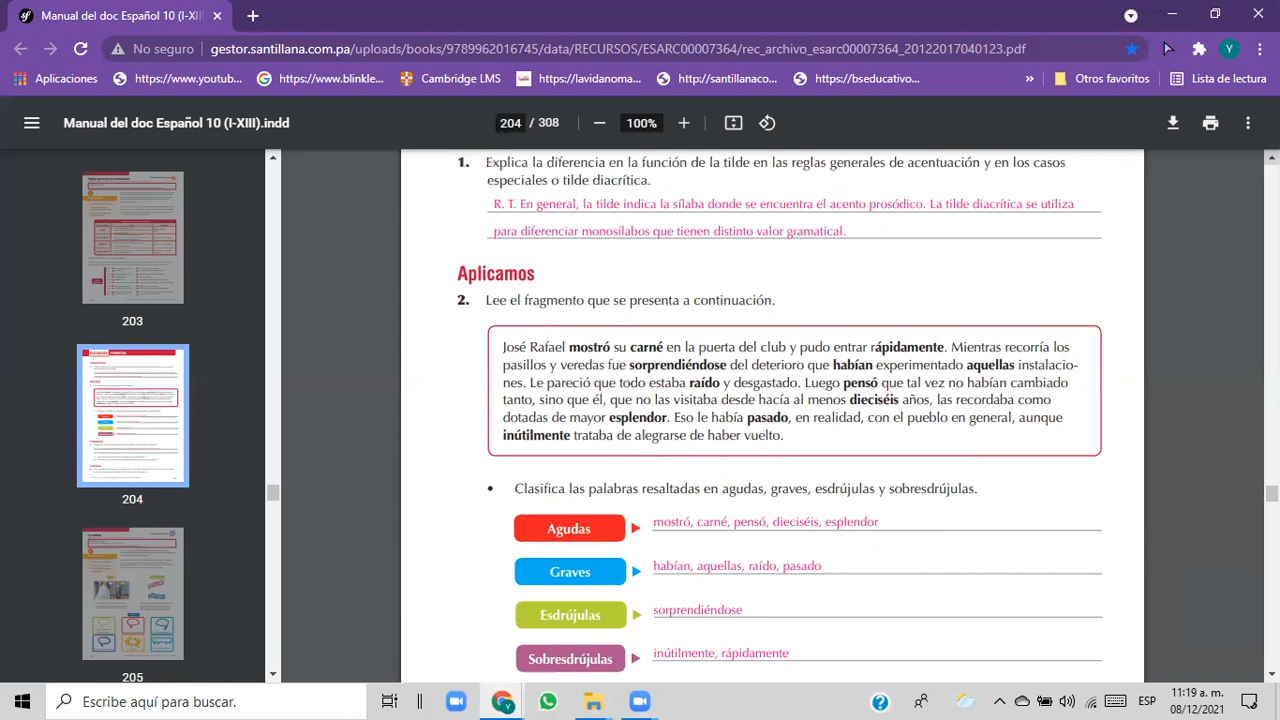 Manual del doc Español 10 (I-XIII
No seguro | gestor.santillana.com.pa/uploads/books/9789962016745/data/RECURSOS/ESARC00007364/rec_archivo_esarc00007364_20122017040123.pdf
Y
Aplicaciones https://www.youtub... https://www.blinkle... Cambridge LMS https://lavidanoma... http://santillanaco... https://bseducativo... » Otros favoritos Lista de lectura
Manual del doc Español 10 (I-XIII).indd 204 / 308 100%
203
204
205
1. Explica la diferencia en la función de la tilde en las reglas generales de acentuación y en los casos
especiales o tilde diacrítica.
R. T. En general, la tilde indica la sílaba donde se encuentra el acento prosódico. La tilde diacrítica se utiliza
para diferenciar monosílabos que tienen distinto valor gramatical.
Aplicamos
2. Lee el fragmento que se presenta a continuación.
José Rafael mostró su carné en la puerta del club y pudo entrar rápidamente. Mientras recorría los
pasillos y veredas fue sorprendiéndose del deterioro que habían experimentado aquellas instalacio-
nes. Le pareció que todo estaba raído y desgastado. Luego pensó que tal vez no habían cambiado
tanto, sino que él, que no las visitaba desde hacía al menos dieciséis años, las recordaba como
dotadas de mayor esplendor. Eso le había pasado, en realidad, con el pueblo en general, aunque
inútilmente trataba de alegrarse de haber vuelto.
• Clasifica las palabras resaltadas en agudas, graves, esdrújulas y sobresdrújulas.
Agudas mostró, carné, pensó, dieciséis, esplendor
Graves habían, aquellas, raído, pasado
Esdrújulas sorprendiéndose
Sobresdrújulas inútilmente, rápidamente
Escribe aquí para buscar.
ESP
11:19 a. m.
08/12/2021